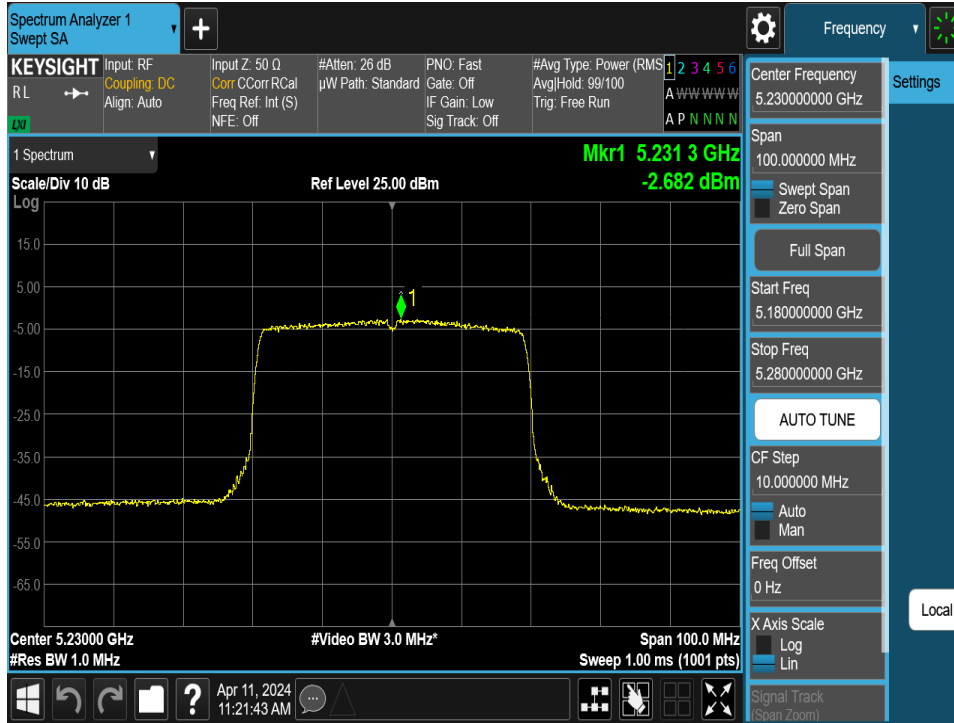 Spectrum Analyzer 1
Swept SA
+
Frequency
KEYSIGHT
RL
LXI
Input: RF
Coupling: DC
Align: Auto
Input Z: 50 Ω
Corr CCorr RCal
Freq Ref: Int (S)
NFE: Off
#Atten: 26 dB
µW Path: Standard
PNO: Fast
Gate: Off
IF Gain: Low
Sig Track: Off
#Avg Type: Power (RMS
Avg|Hold: 99/100
Trig: Free Run
1 2 3 4 5 6
A W W W W W
A P N N N N
1 Spectrum
Mkr1 5.231 3 GHz
-2.682 dBm
Scale/Div 10 dB
Ref Level 25.00 dBm
Log
15.0
5.00
-5.00
-15.0
-25.0
-35.0
-45.0
-55.0
-65.0
1
Center 5.23000 GHz
#Video BW 3.0 MHz*
Span 100.0 MHz
#Res BW 1.0 MHz
Sweep 1.00 ms (1001 pts)
?
Apr 11, 2024
11:21:43 AM
Center Frequency
5.230000000 GHz
Span
100.000000 MHz
Swept Span
Zero Span
Full Span
Start Freq
5.180000000 GHz
Stop Freq
5.280000000 GHz
AUTO TUNE
CF Step
10.000000 MHz
Auto
Man
Freq Offset
0 Hz
X Axis Scale
Log
Lin
Signal Track
(Span Zoom)
Settings
Local